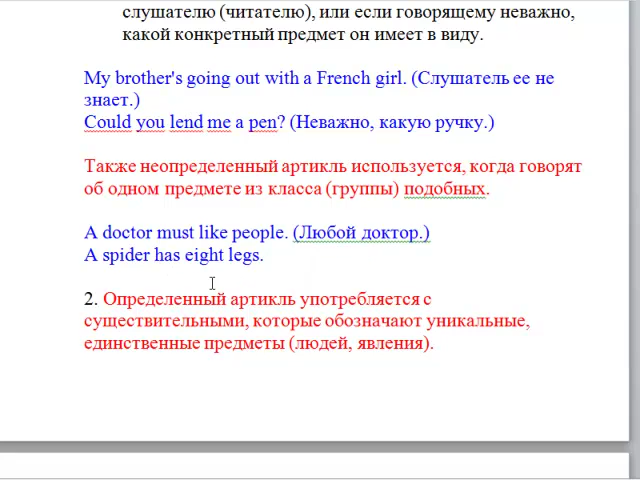 слушателю (читателю), или если говорящему неважно,
какой конкретный предмет он имеет в виду.
My brother's going out with a French girl. (Слушатель ее не
знает.)
Could you lend me a pen? (Неважно, какую ручку.)
Также неопределенный артикль используется, когда говорят
об одном предмете из класса (группы) подобных.
A doctor must like people. (Любой доктор.)
A spider has eight legs.
2. Определенный артикль употребляется с
существительными, которые обозначают уникальные,
единственные предметы (людей, явления).